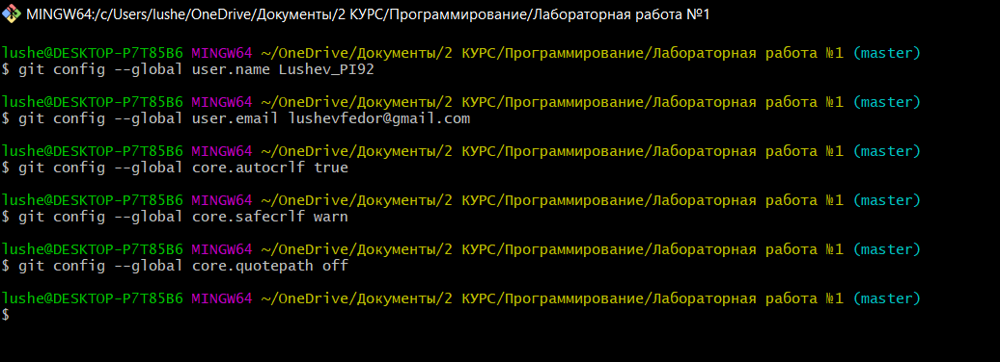 MINGW64:/c/Users/lushe/OneDrive/Документы/2 КУРС/Программирование/Лабораторная работа №1
lushe@DESKTOP-P7T85B6 MINGW64 ~/OneDrive/Документы/2 КУРС/Программирование/Лабораторная работа №1 (master)
$ git config --global user.name Lushev_PI92
lushe@DESKTOP-P7T85B6 MINGW64 ~/OneDrive/Документы/2 КУРС/Программирование/Лабораторная работа №1 (master)
$ git config --global user.email lushevfedor@gmail.com
lushe@DESKTOP-P7T85B6 MINGW64 ~/OneDrive/Документы/2 КУРС/Программирование/Лабораторная работа №1 (master)
$ git config --global core.autocrlf true
lushe@DESKTOP-P7T85B6 MINGW64 ~/OneDrive/Документы/2 КУРС/Программирование/Лабораторная работа №1 (master)
$ git config --global core.safecrlf warn
lushe@DESKTOP-P7T85B6 MINGW64 ~/OneDrive/Документы/2 КУРС/Программирование/Лабораторная работа №1 (master)
$ git config --global core.quotepath off
lushe@DESKTOP-P7T85B6 MINGW64 ~/OneDrive/Документы/2 КУРС/Программирование/Лабораторная работа №1 (master)
$